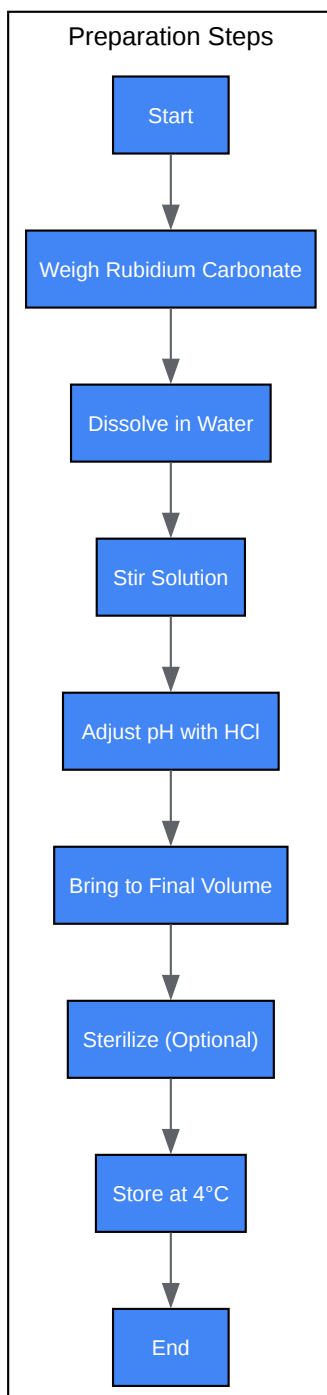 Preparation Steps
Start
Weigh Rubidium Carbonate
Dissolve in Water
Stir Solution
Adjust pH with HCl
Bring to Final Volume
Sterilize (Optional)
Store at 4°C
End